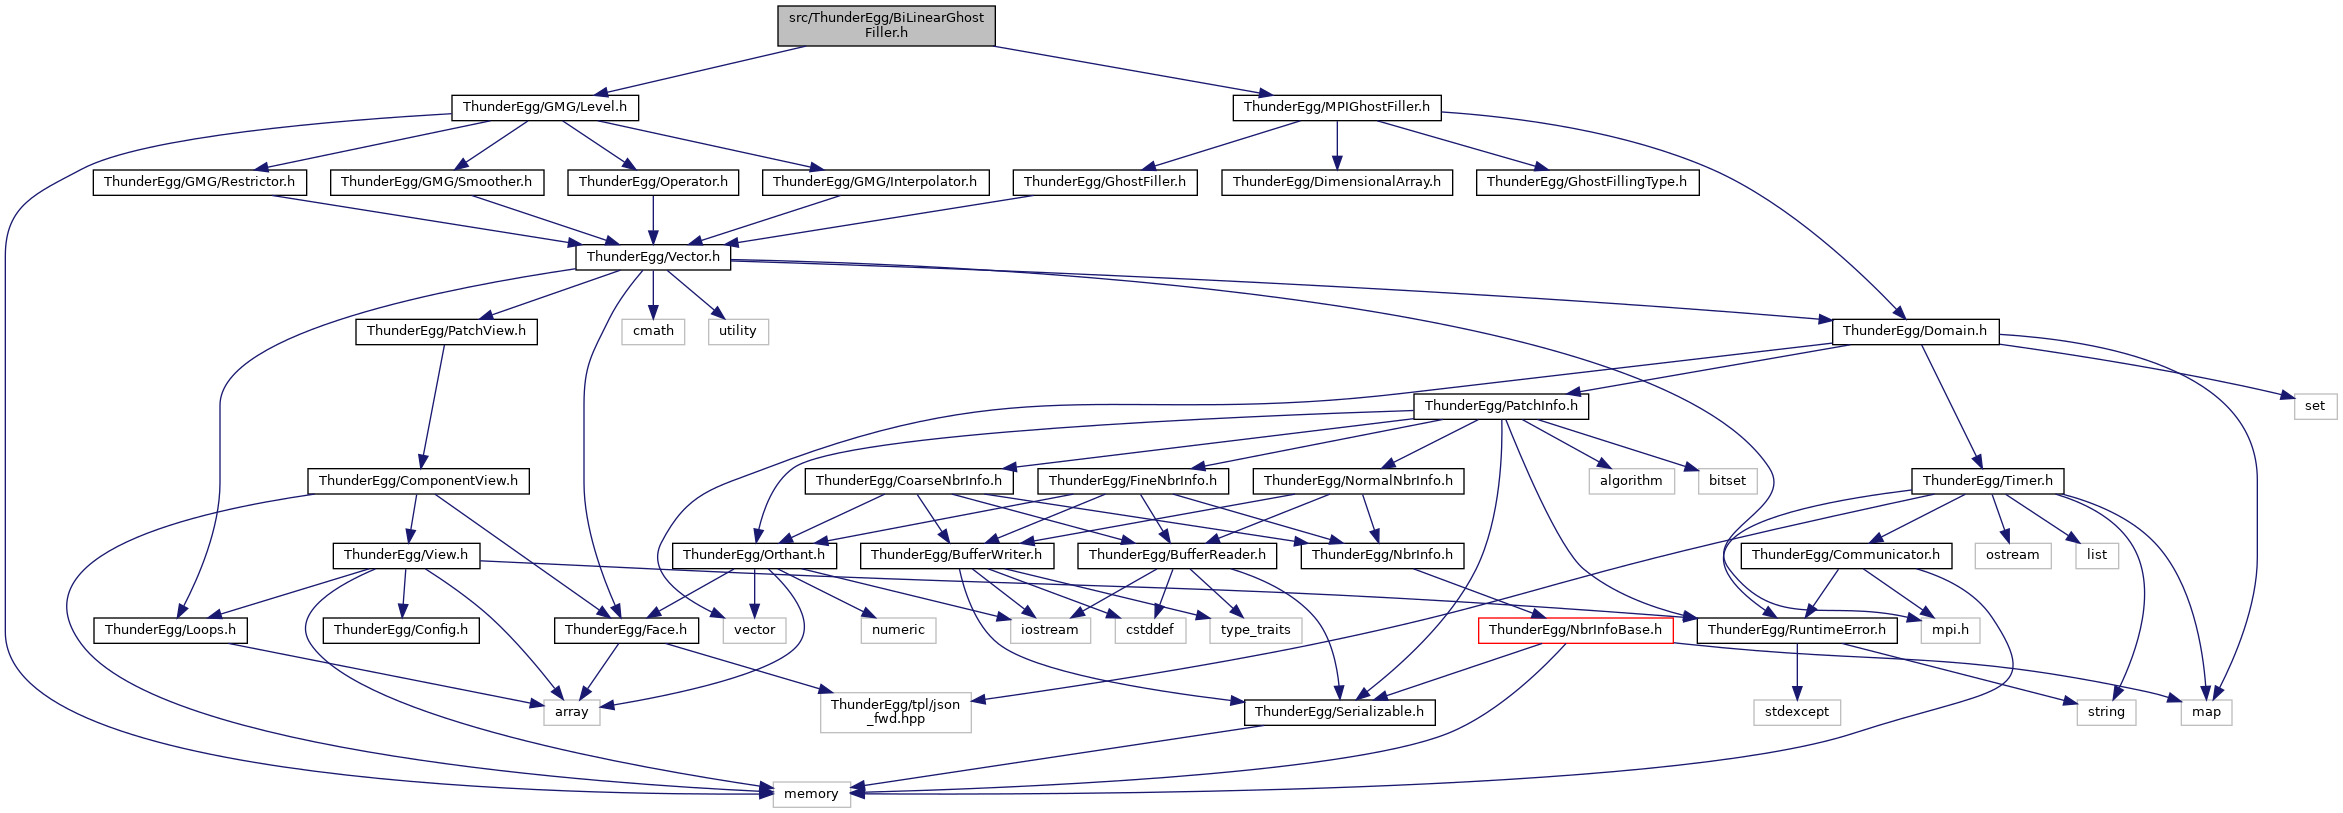 src/ThunderEgg/BiLinearGhost
Filler.h
ThunderEgg/GMG/Level.h
ThunderEgg/MPIGhostFiller.h
ThunderEgg/GMG/Restrictor.h
ThunderEgg/GMG/Smoother.h
ThunderEgg/Operator.h
ThunderEgg/GMG/Interpolator.h
ThunderEgg/GhostFiller.h
ThunderEgg/DimensionalArray.h
ThunderEgg/GhostFillingType.h
ThunderEgg/Vector.h
ThunderEgg/PatchView.h
cmath
utility
ThunderEgg/Domain.h
ThunderEgg/PatchInfo.h
set
ThunderEgg/ComponentView.h
ThunderEgg/CoarseNbrInfo.h
ThunderEgg/FineNbrInfo.h
ThunderEgg/NormalNbrInfo.h
algorithm
bitset
ThunderEgg/Timer.h
ThunderEgg/View.h
ThunderEgg/Orthant.h
ThunderEgg/BufferWriter.h
ThunderEgg/BufferReader.h
ThunderEgg/NbrInfo.h
ThunderEgg/Communicator.h
ostream
list
ThunderEgg/Loops.h
ThunderEgg/Config.h
ThunderEgg/Face.h
vector
numeric
iostream
cstddef
type_traits
ThunderEgg/NbrInfoBase.h
ThunderEgg/RuntimeError.h
mpi.h
array
ThunderEgg/tpl/json
_fwd.hpp
ThunderEgg/Serializable.h
stdexcept
string
map
memory